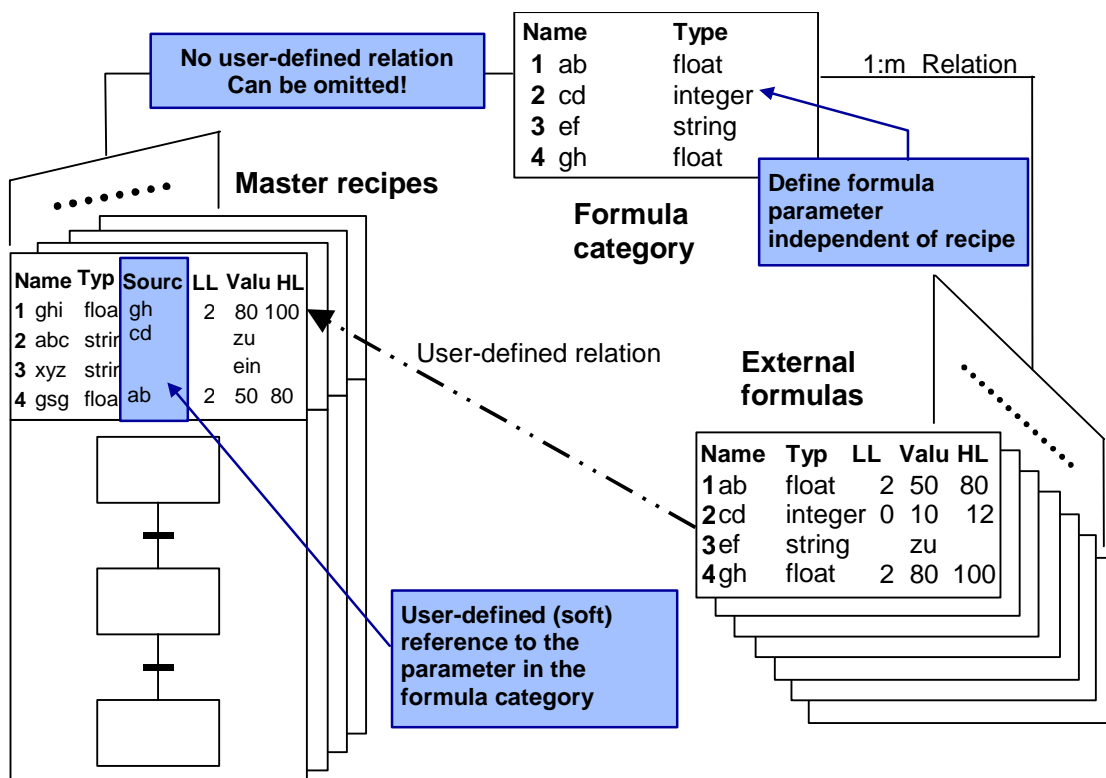 No user-defined relation
Can be omitted!
Name Type
1 ab float
2 cd integer
3 ef string
4 gh float
1:m Relation
Define formula
parameter
independent of recipe
Formula
category
Master recipes
Name Typ Sourc LL Valu HL
1 ghi floa gh 2 80 100
2 abc strin cd zu
3 xyz strin ein
4 gsg floa ab 2 50 80
User-defined relation
External
formulas
Name Typ LL Valu HL
1 ab float 2 50 80
2 cd integer 0 10 12
3 ef string zu
4 gh float 2 80 100
User-defined (soft)
reference to the
parameter in the
formula category